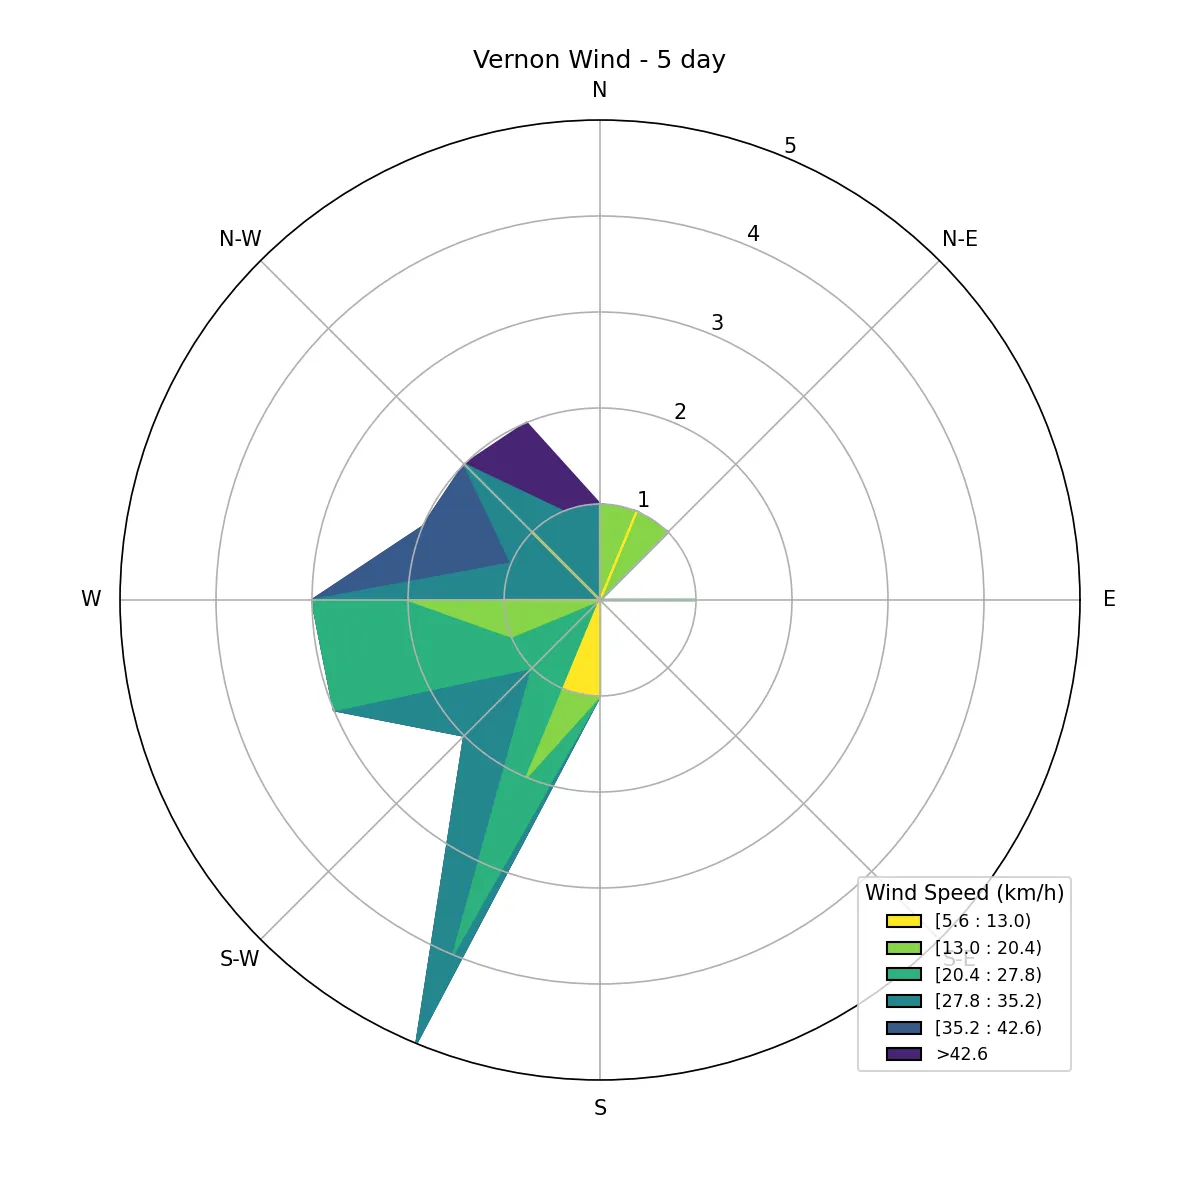 Vernon Wind - 5 day
N
5
N-W
N-E
4
3
2
1
W
E
Wind Speed (km/h)
[5.6 : 13.0)
[13.0 : 20.4)
S-W
S-E
[20.4 : 27.8)
[27.8 : 35.2)
[35.2 : 42.6)
>42.6
S